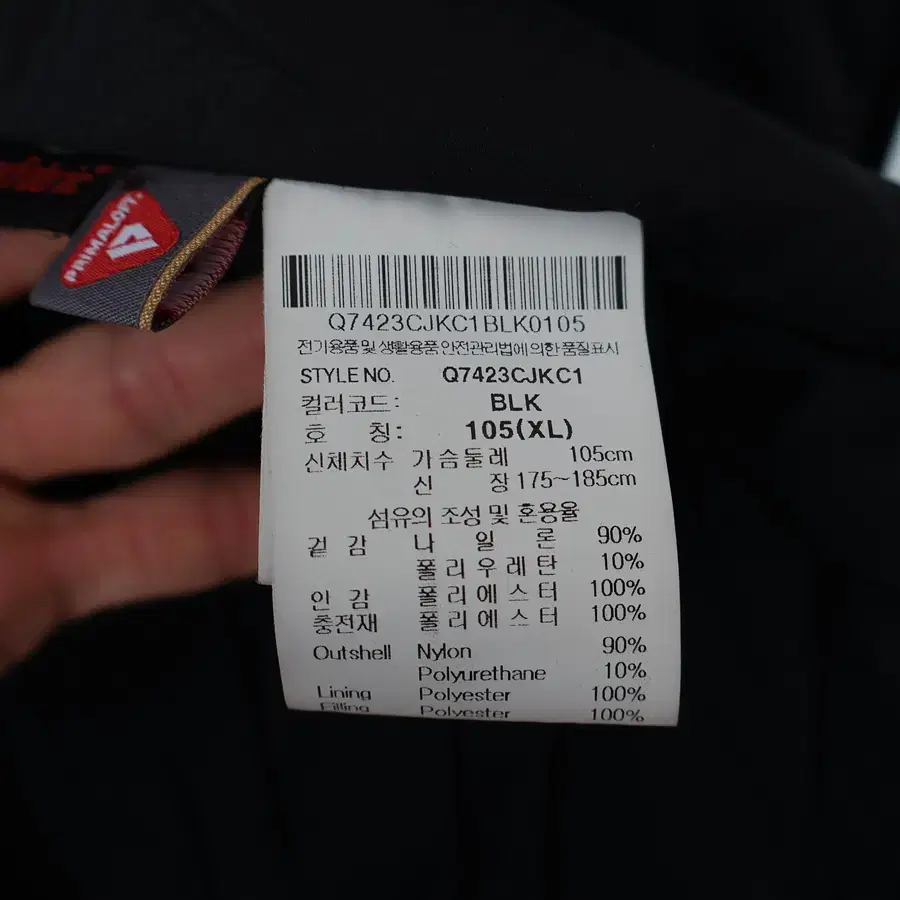 PRIMALOFT
Q7423CJKC1BLK0105
전기용품및생활용품안전관리법에의한품질표시
STYLE NO. Q7423CJKC1
컬러코드: BLK
호 칭: 105(XL)
신체치수 가슴둘레 105cm
신 장 175~185cm
섬유의 조성 및 혼용율
겉 감 나 일 론 90%
폴 리 우 레 탄 10%
안 감 폴 리 에 스 터 100%
충전재 폴 리 에 스 터 100%
Outshell Nylon 90%
Polyurethane 10%
Lining Polyester 100%
Filling Polyester 100%